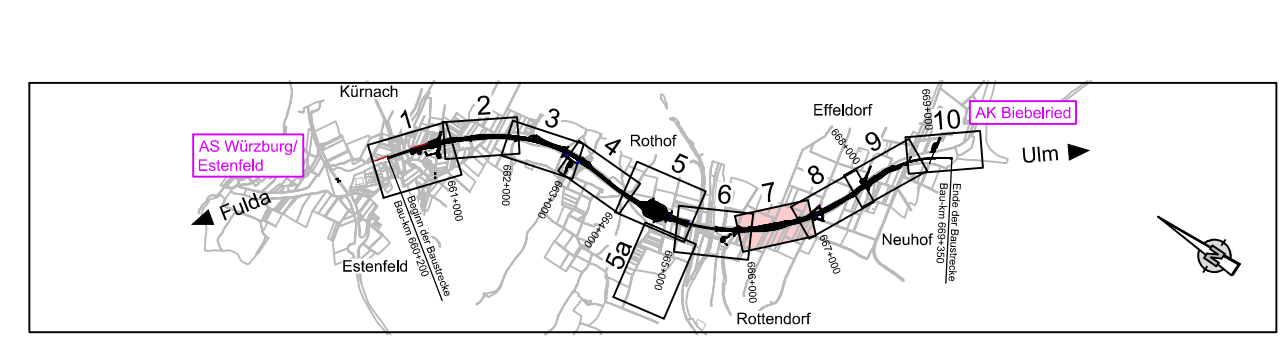 Kürnach
AS Würzburg/
Estenfeld
Fulda
Estenfeld
1
2
3
4
5
5a
6
7
8
9
10
Rothof
Effeldorf
AK Biebelried
Ulm
Neuhof
Rottendorf
Beginn der Baustrecke
Bau-km 660+200
661+000
662+000
663+000
664+000
665+000
666+000
667+000
668+000
669+000
Ende der Baustrecke
Bau-km 669+350
N